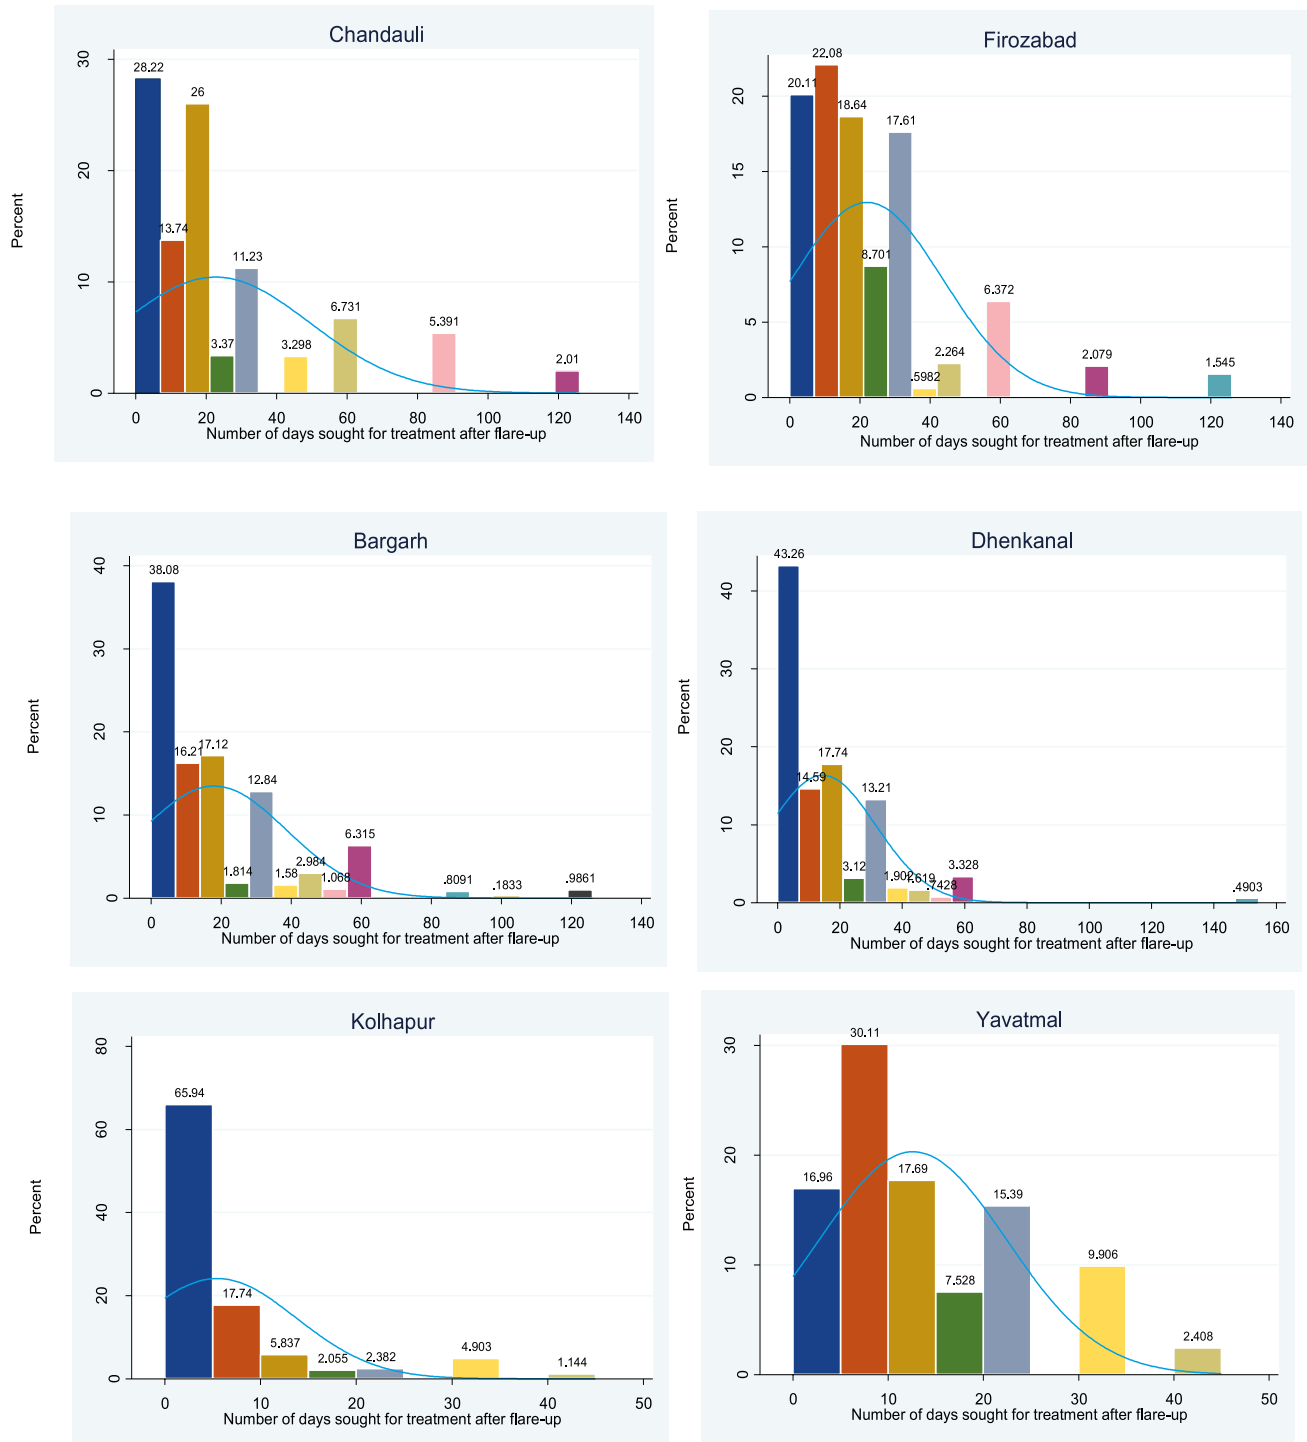 Chandauli
Percent
0 10 20 30
28.22
13.74
26
3.37
11.23
3.298
6.731
5.391
2.01
0 20 40 60 80 100 120 140
Number of days sought for treatment after flare-up
Firozabad
Percent
0 5 10 15 20
20.11
22.08
18.64
8.701
17.61
.5982
2.264
6.372
2.079
1.545
0 20 40 60 80 100 120 140
Number of days sought for treatment after flare-up
Bargarh
Percent
0 10 20 30 40
38.08
16.21
17.12
1.814
12.84
1.58
2.984
1.068
6.315
.8091
.1833
.9861
0 20 40 60 80 100 120 140
Number of days sought for treatment after flare-up
Dhenkanal
Percent
0 10 20 30 40
43.26
14.59
17.74
3.12
13.21
1.902
1.619
.7428
3.328
.4903
0 20 40 60 80 100 120 140 160
Number of days sought for treatment after flare-up
Kolhapur
Percent
0 20 40 60 80
65.94
17.74
5.837
2.055
2.382
4.903
1.144
0 10 20 30 40 50
Number of days sought for treatment after flare-up
Yavatmal
Percent
0 10 20 30
16.96
30.11
17.69
7.528
15.39
9.906
2.408
0 10 20 30 40 50
Number of days sought for treatment after flare-up